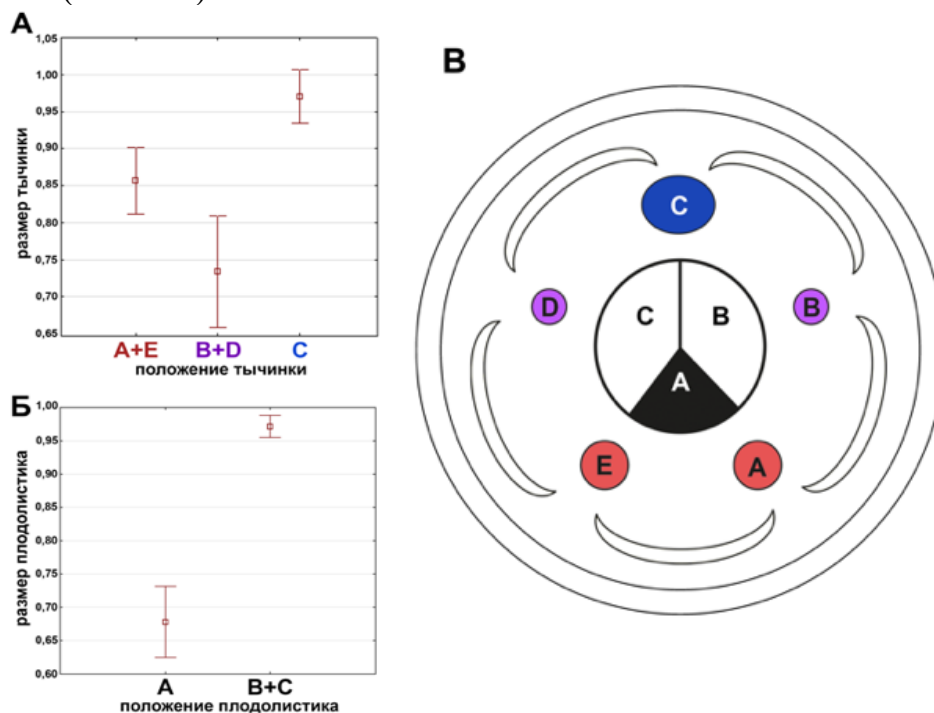 А
1,05
1,00
0,95
0,90
0,85
0,80
0,75
0,70
0,65
размер тычинки
A+E B+D C
положение тычинки
Б
1,00
0,95
0,90
0,85
0,80
0,75
0,70
0,65
0,60
размер плодолистика
A B+C
положение плодолистика
В
C
D
B
C
B
A
E
A